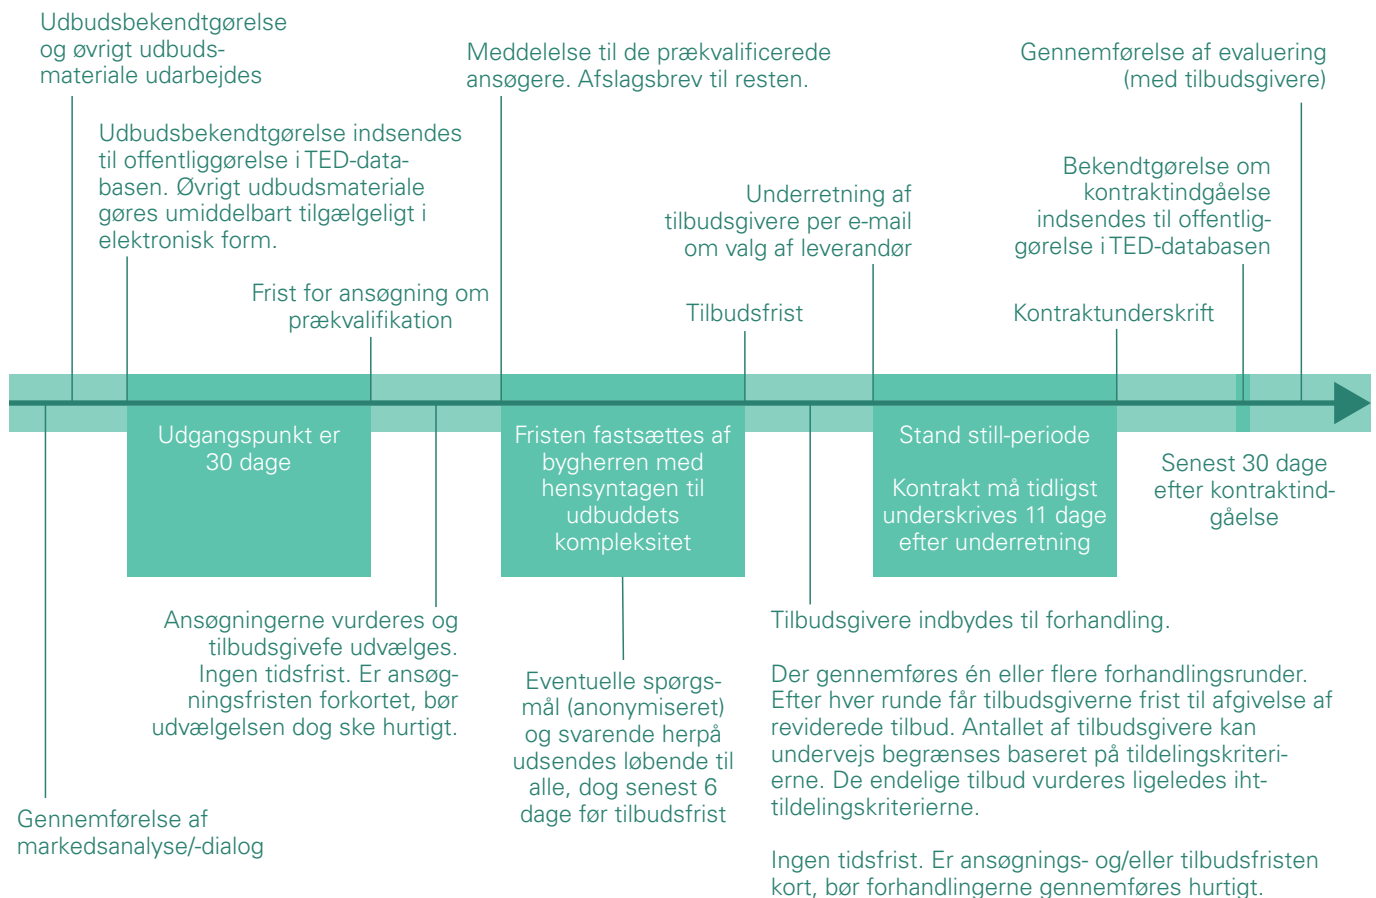 Udbudsbekendtgørelse
og øvrigt udbuds-
materiale udarbejdes
Udbudsbekendtgørelse indsendes
til offentliggørelse i TED-data-
basen. Øvrigt udbudsmateriale
gøres umiddelbart tilgælgeligt i
elektronisk form.
Frist for ansøgning om
prækvalifikation
Meddelelse til de prækvalificerede
ansøgere. Afslagsbrev til resten.
Tilbudsfrist
Underretning af
tilbudsgivere per e-mail
om valg af leverandør
Kontraktunderskrift
Bekendtgørelse om
kontraktindgåelse
indsendes til offentlig-
gørelse i TED-databasen
Gennemførelse af evaluering
(med tilbudsgivere)
Udgangspunkt er
30 dage
Fristen fastsættes af
bygherren med
hensyntagen til
udbuddets
kompleksitet
Stand still-periode
Kontrakt må tidligst
underskrives 11 dage
efter underretning
Senest 30 dage
efter kontraktind-
gåelse
Gennemførelse af
markedsanalyse/-dialog
Ansøgningerne vurderes og
tilbudsgivefe udvælges.
Ingen tidsfrist. Er ansøg-
ningsfristen forkortet, bør
udvælgelsen dog ske hurtigt.
Eventuelle spørgs-
mål (anonymiseret)
og svarende herpå
udsendes løbende til
alle, dog senest 6
dage før tilbudsfrist
Tilbudsgivere indbydes til forhandling.
Der gennemføres én eller flere forhandlingsrunder.
Efter hver runde får tilbudsgiverne frist til afgivelse af
reviderede tilbud. Antallet af tilbudsgivere kan
undervejs begrænses baseret på tildelingskriteri-
erne. De endelige tilbud vurderes ligeledes iht-
tildelingskriterierne.
Ingen tidsfrist. Er ansøgnings- og/eller tilbudsfristen
kort, bør forhandlingerne gennemføres hurtigt.